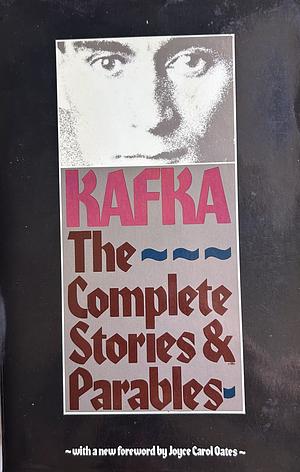 KAFKA
The ~~~
Complete
Stories &
Parables~
~with a new foreword by Joyce Carol Oates~